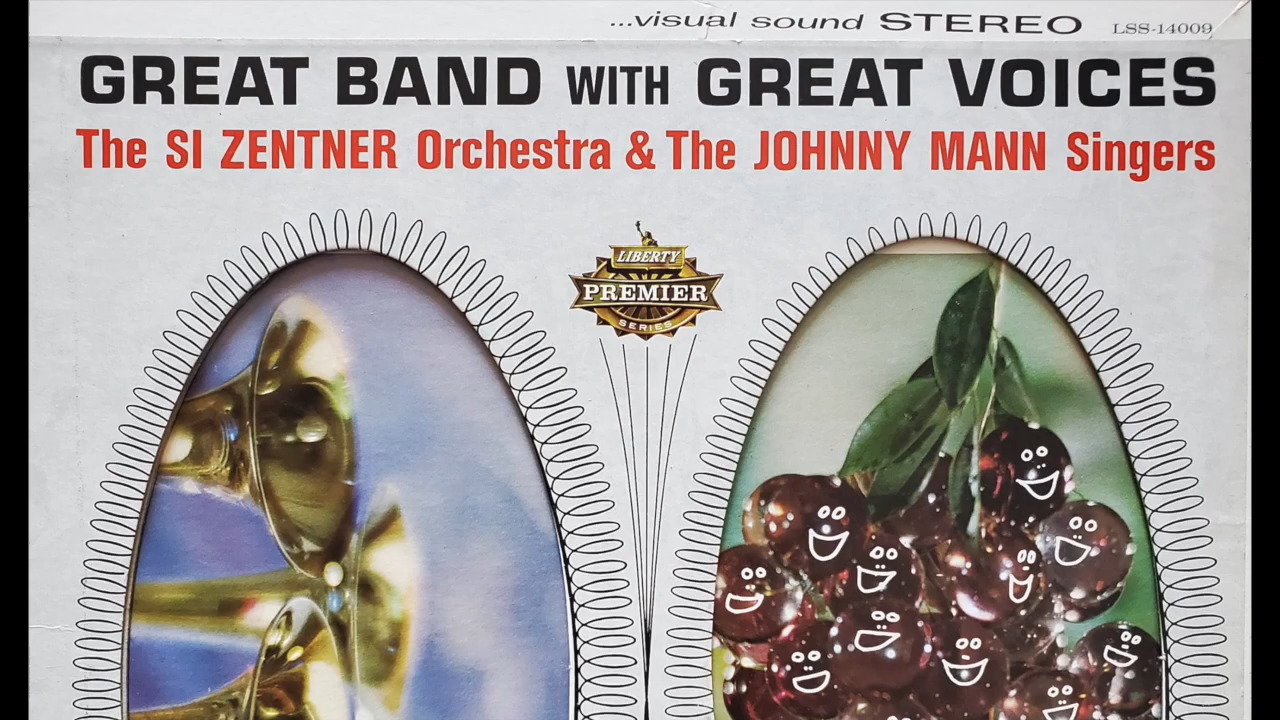 ...visual sound STEREO LSS-14009
GREAT BAND WITH GREAT VOICES
The SI ZENTNER Orchestra & The JOHNNY MANN Singers
LIBERTY
PREMIER
SERIES